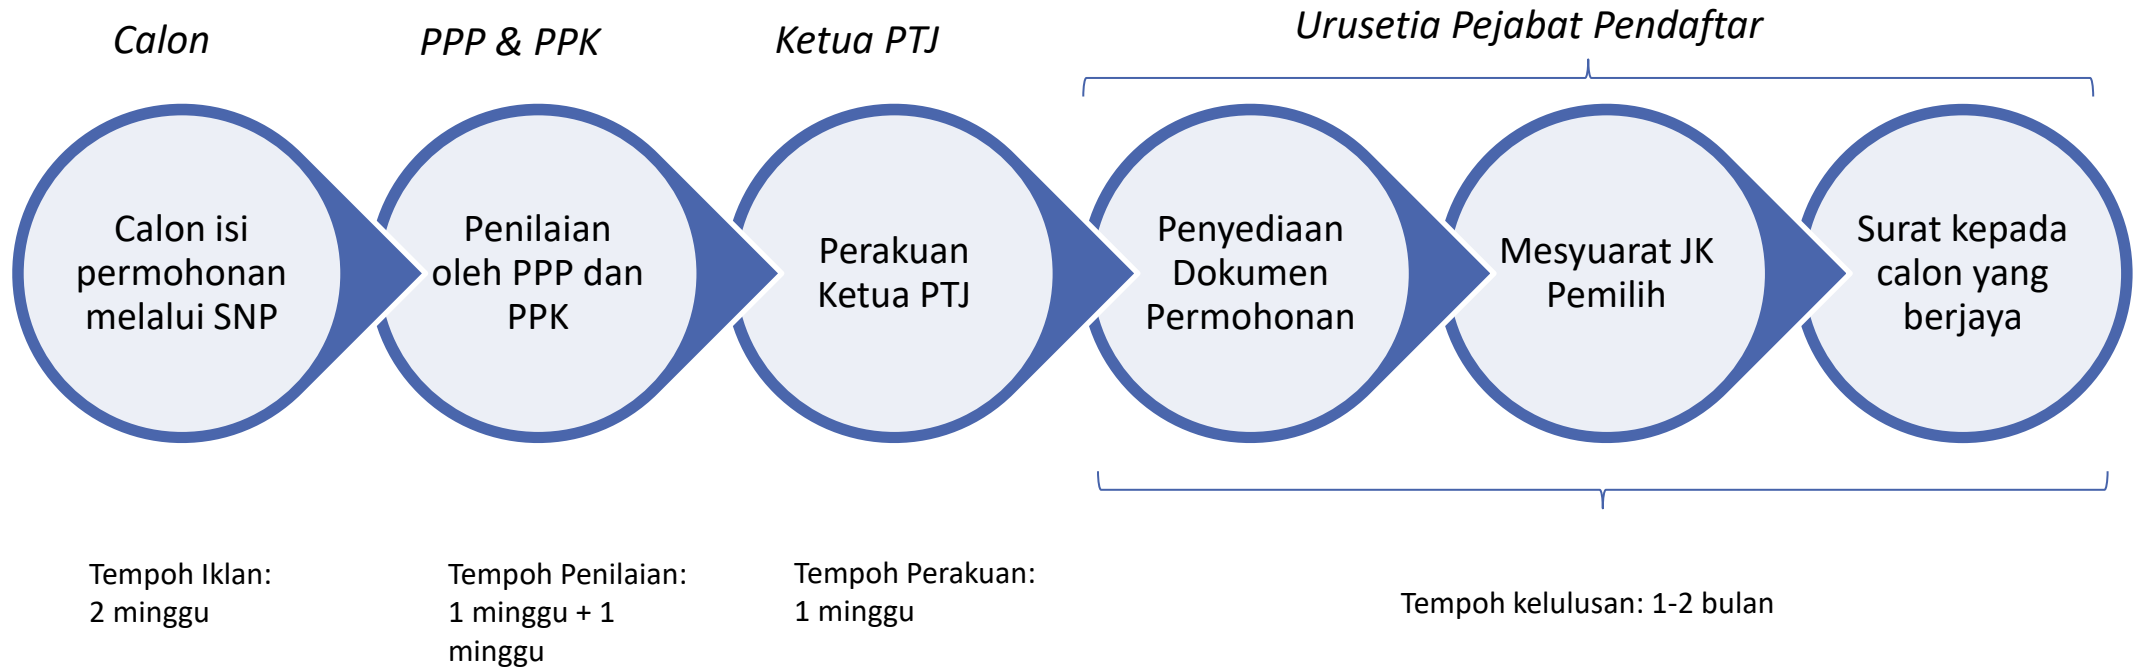 Calon
PPP & PPK
Ketua PTJ
Urusetia Pejabat Pendaftar
Calon isi
permohonan
melalui SNP
Penilaian
oleh PPP dan
PPK
Perakuan
Ketua PTJ
Penyediaan
Dokumen
Permohonan
Mesyuarat JK
Pemilih
Surat kepada
calon yang
berjaya
Tempoh Iklan:
2 minggu
Tempoh Penilaian:
1 minggu + 1
minggu
Tempoh Perakuan:
1 minggu
Tempoh kelulusan: 1-2 bulan